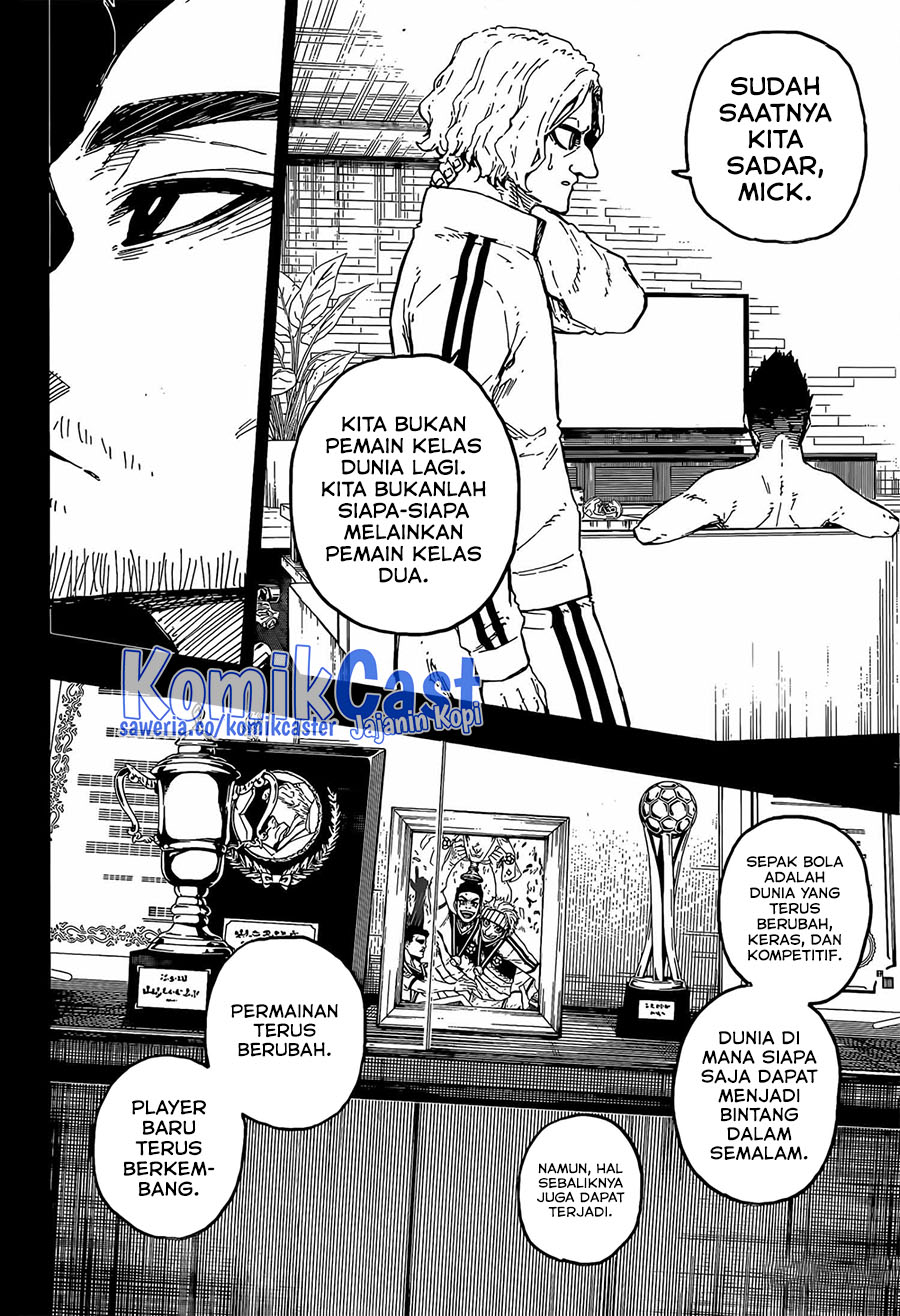 SUDAH
SAATNYA
KITA
SADAR,
MICK.
KITA BUKAN
PEMAIN KELAS
DUNIA LAGI.
KITA BUKANLAH
SIAPA-SIAPA
MELAINKAN
PEMAIN KELAS
DUA.
KomikCast
saweria.co/komikcaster Jajanin Kopi
SEPAK BOLA
ADALAH
DUNIA YANG
TERUS
BERUBAH,
KERAS, DAN
KOMPETITIF.
DUNIA DI
MANA SIAPA
SAJA DAPAT
MENJADI
BINTANG
DALAM
SEMALAM.
NAMUN, HAL
SEBALIKNYA
JUGA DAPAT
TERJADI.
PERMAINAN
TERUS
BERUBAH.
PLAYER
BARU
TERUS
BERKEM-
BANG.